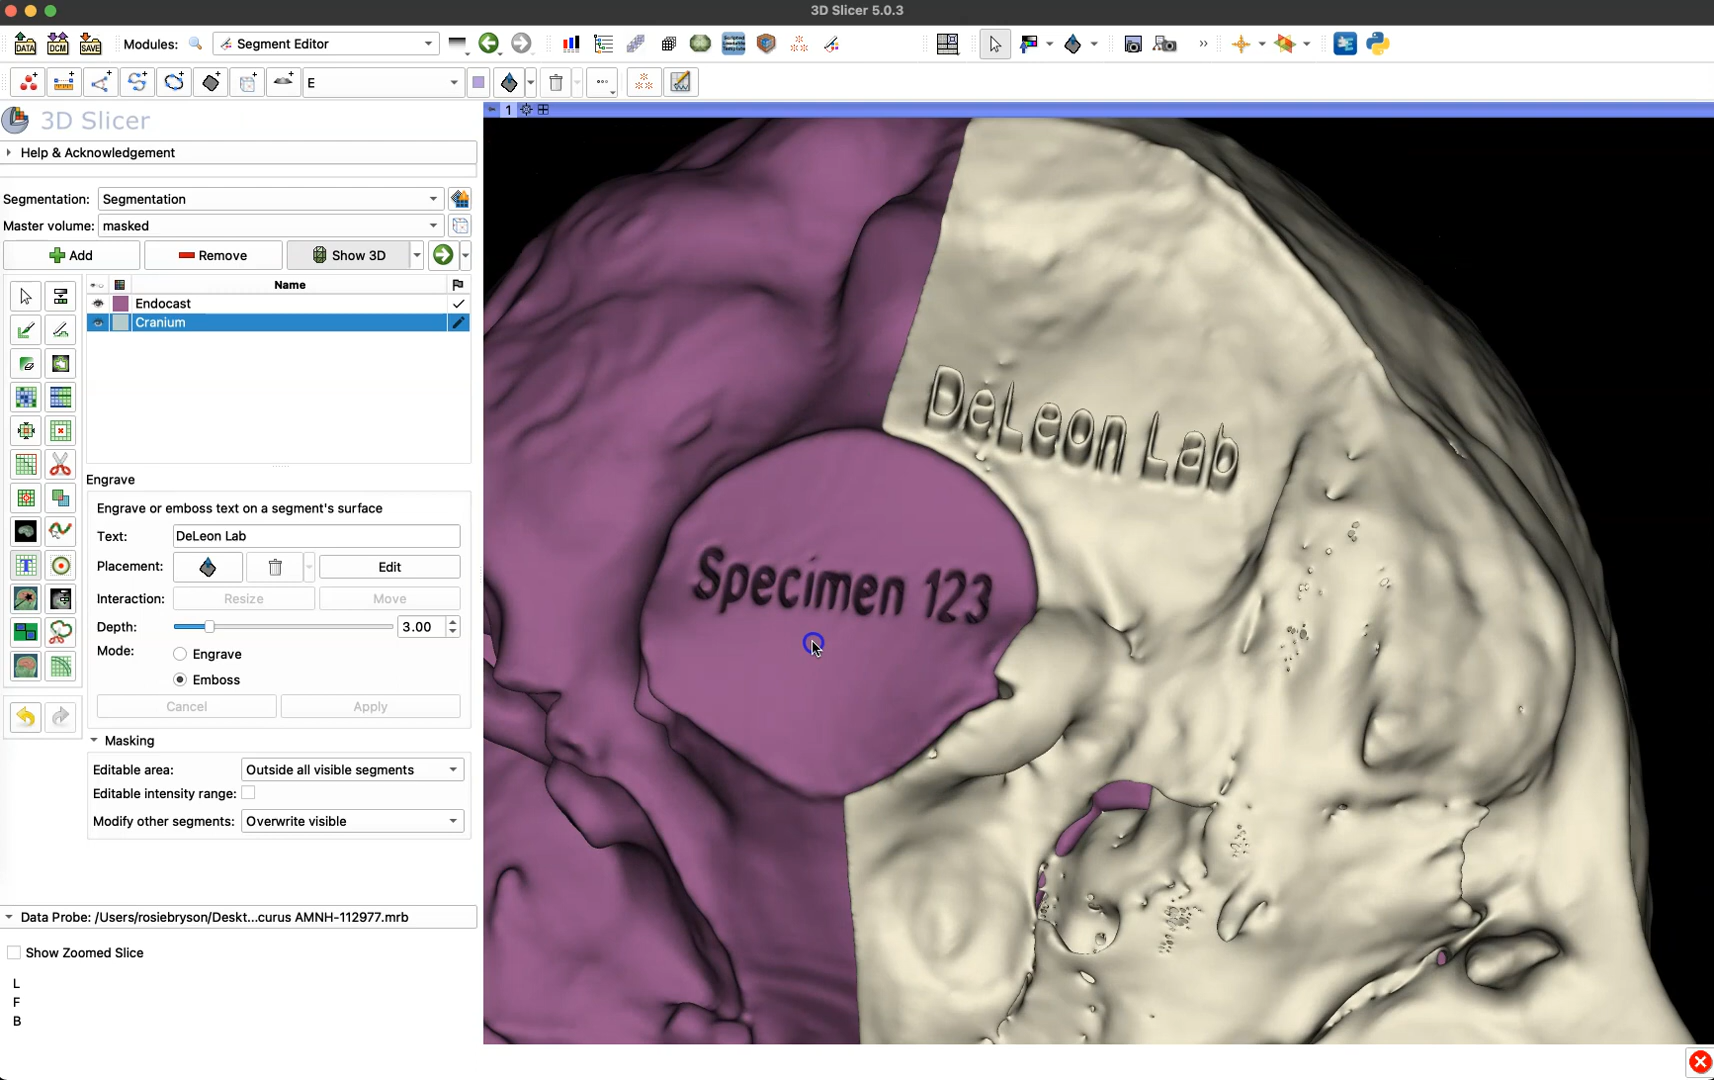 3D Slicer 5.0.3
DATA
DCM
SAVE
Modules:
Segment Editor
»
E
3D Slicer
1
Help & Acknowledgement
Segmentation:
Segmentation
Master volume:
masked
Add
Remove
Show 3D
Name
Endocast
Cranium
Engrave
Engrave or emboss text on a segment's surface
Text:
DeLeon Lab
Placement:
Edit
Interaction:
Resize
Move
Depth:
3.00
Mode:
Engrave
Emboss
Cancel
Apply
Masking
Editable area:
Outside all visible segments
Editable intensity range:
Modify other segments:
Overwrite visible
Data Probe: /Users/rosiebryson/Deskt...curus AMNH-112977.mrb
Show Zoomed Slice
L
F
B
DeLeon Lab
Specimen 123